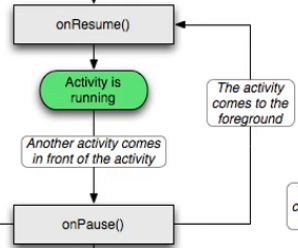 onResume()
Activity is
running
The activity
comes to the
foreground
Another activity comes
in front of the activity
onPause()